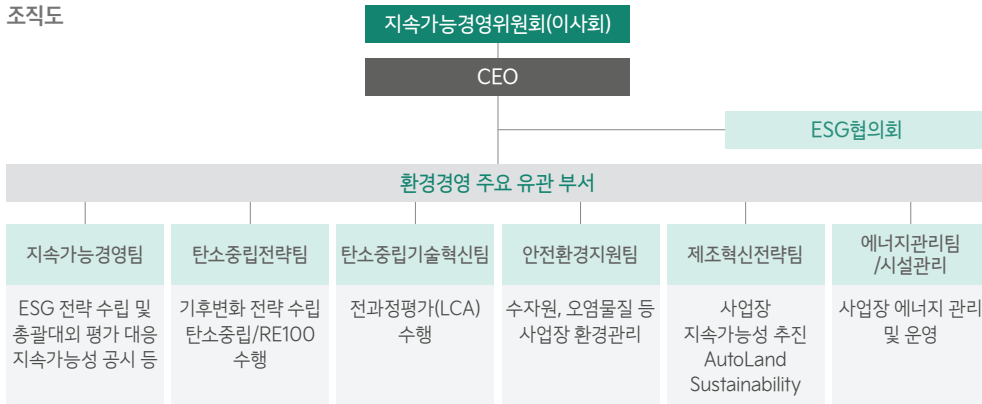 조직도
지속가능경영위원회(이사회)
CEO
ESG협의회
환경경영 주요 유관 부서
지속가능경영팀
ESG 전략 수립 및
총괄대외 평가 대응
지속가능성 공시 등
탄소중립전략팀
기후변화 전략 수립
탄소중립/RE100
수행
탄소중립기술혁신팀
전과정평가(LCA)
수행
안전환경지원팀
수자원, 오염물질 등
사업장 환경관리
제조혁신전략팀
사업장
지속가능성 추진
AutoLand
Sustainability
에너지관리팀
/시설관리
사업장 에너지 관리
및 운영